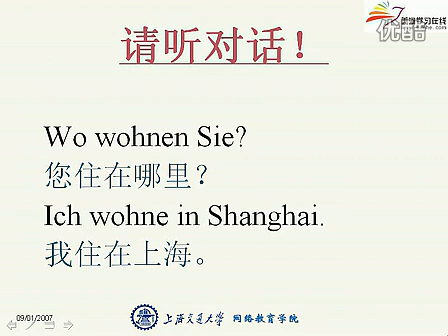 请听对话！
优酷
Wo wohnen Sie?
您住在哪里？
Ich wohne in Shanghai.
我住在上海。
09/01/2007
上海交通大学 网络教育学院